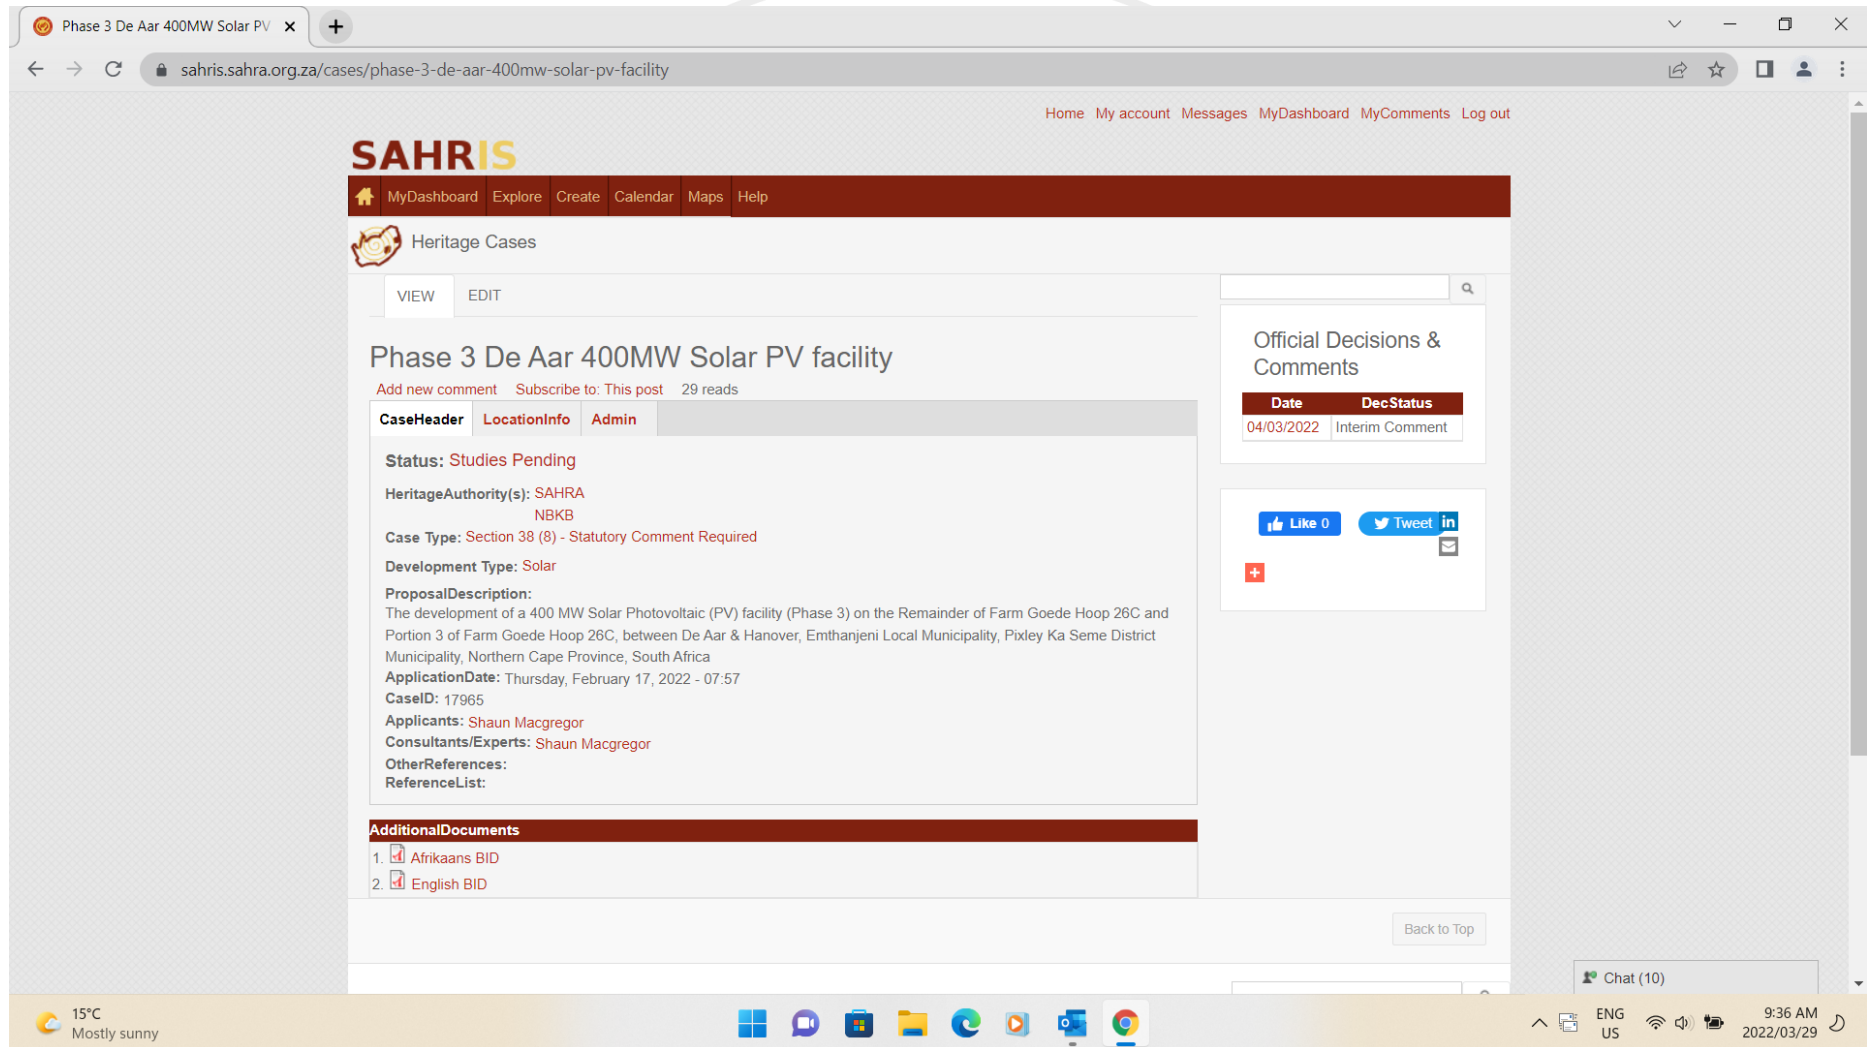 Phase 3 De Aar 400MW Solar PV
sahris.sahra.org.za/cases/phase-3-de-aar-400mw-solar-pv-facility
Home My account Messages MyDashboard MyComments Log out
SAHRIS
MyDashboard Explore Create Calendar Maps Help
Heritage Cases
VIEW EDIT
Phase 3 De Aar 400MW Solar PV facility
Add new comment Subscribe to: This post 29 reads
CaseHeader LocationInfo Admin
Status: Studies Pending
HeritageAuthority(s): SAHRA
NBKB
Case Type: Section 38 (8) - Statutory Comment Required
Development Type: Solar
ProposalDescription:
The development of a 400 MW Solar Photovoltaic (PV) facility (Phase 3) on the Remainder of Farm Goede Hoop 26C and
Portion 3 of Farm Goede Hoop 26C, between De Aar & Hanover, Emthanjeni Local Municipality, Pixley Ka Seme District
Municipality, Northern Cape Province, South Africa
ApplicationDate: Thursday, February 17, 2022 - 07:57
CaseID: 17965
Applicants: Shaun Macgregor
Consultants/Experts: Shaun Macgregor
OtherReferences:
ReferenceList:
AdditionalDocuments
1. Afrikaans BID
2. English BID
Official Decisions &
Comments
Date DecStatus
04/03/2022 Interim Comment
Like 0 Tweet in
Back to Top
Chat (10)
15°C
Mostly sunny
ENG
US
9:36 AM
2022/03/29